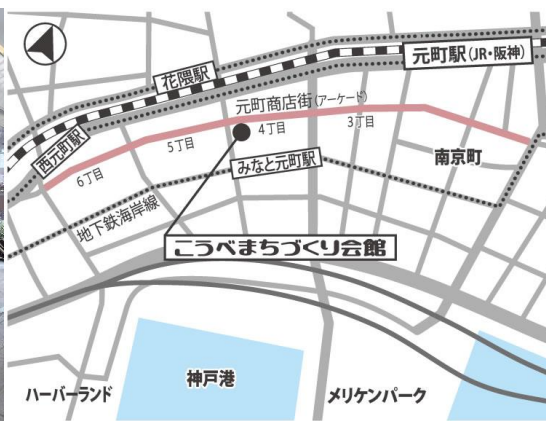 元町駅(JR・阪神)
花隈駅
元町商店街(アーケード)
西元町駅
3丁目
4丁目
5丁目
6丁目
みなと元町駅
南京町
地下鉄海岸線
こうべまちづくり会館
神戸港
ハーバーランド
メリケンパーク